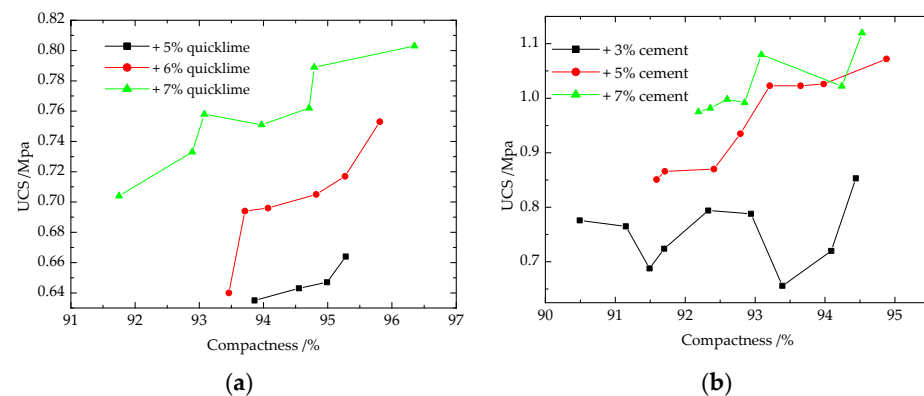 0.82
0.80
0.78
0.76
0.74
0.72
0.70
0.68
0.66
0.64
UCS /Mpa
+ 5% quicklime
+ 6% quicklime
+ 7% quicklime
91 92 93 94 95 96 97
Compactness /%
(a)
1.1
1.0
0.9
0.8
0.7
UCS /Mpa
+ 3% cement
+ 5% cement
+ 7% cement
90 91 92 93 94 95
Compactness /%
(b)